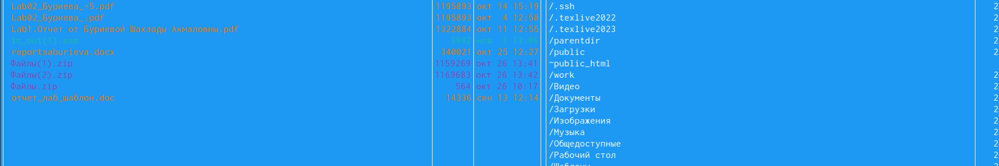 Lab02_Буриева_-5.pdf 1195893 окт 14 15:19 /.ssh 2
Lab02_Буриева_.pdf 1195893 окт 4 12:58 /.texlive2022 2
Lab1.Отчет от Буриевой Шахзоды Акмаловны.pdf 1322884 окт 11 12:55 /.texlive2023 2
in_out(1).asm 3942 ноя 1 13:06 /parentdir 2
reportsaburieva.docx 340021 окт 25 12:27 /public 2
Файлы(1).zip 1159269 окт 26 13:41 ~public_html
Файлы(2).zip 1169683 окт 26 13:42 /work 2
Файлы.zip 564 окт 26 10:17 /Видео 2
отчет_лаб_шаблон.doc 14336 сен 13 12:14 /Документы 2
/Загрузки 2
/Изображения 2
/Музыка 2
/Общедоступные 2
/Рабочий стол 2
/Шаблоны 2